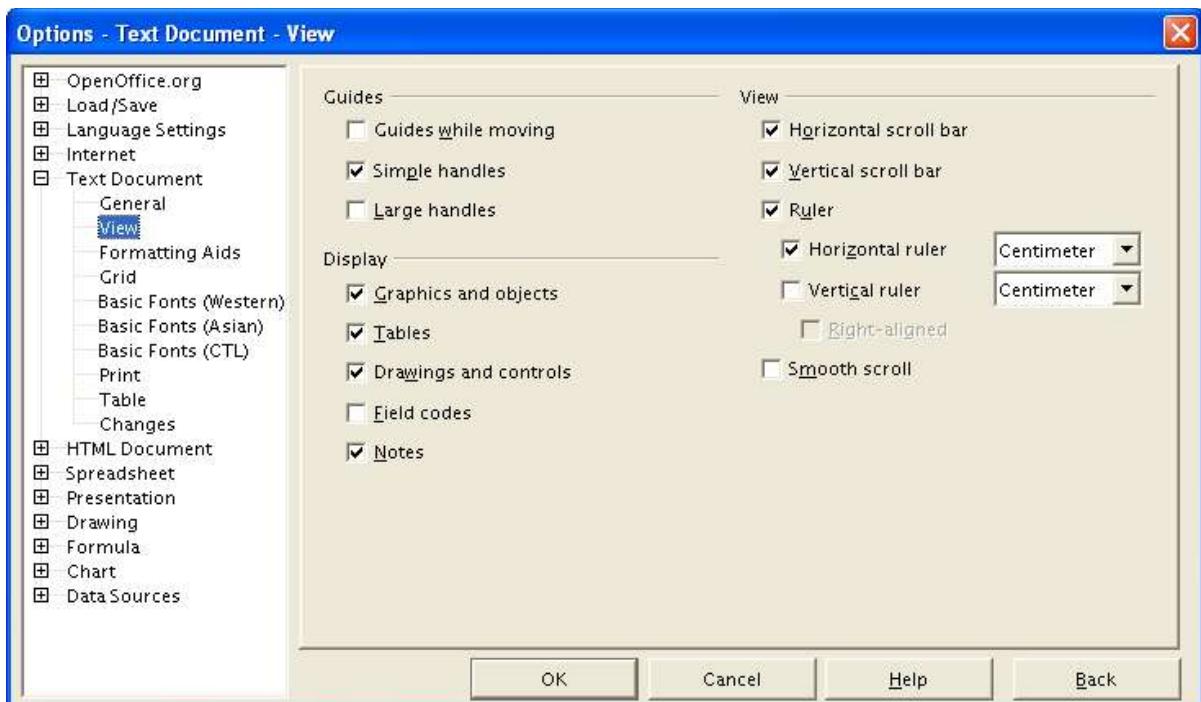 Options - Text Document - View
OpenOffice.org
Load/Save
Language Settings
Internet
Text Document
General
View
Formatting Aids
Grid
Basic Fonts (Western)
Basic Fonts (Asian)
Basic Fonts (CTL)
Print
Table
Changes
HTML Document
Spreadsheet
Presentation
Drawing
Formula
Chart
Data Sources
Guides
Guides while moving
Simple handles
Large handles
Display
Graphics and objects
Tables
Drawings and controls
Field codes
Notes
View
Horizontal scroll bar
Vertical scroll bar
Ruler
Horizontal ruler Centimeter
Vertical ruler Centimeter
Right-aligned
Smooth scroll
OK Cancel Help Back